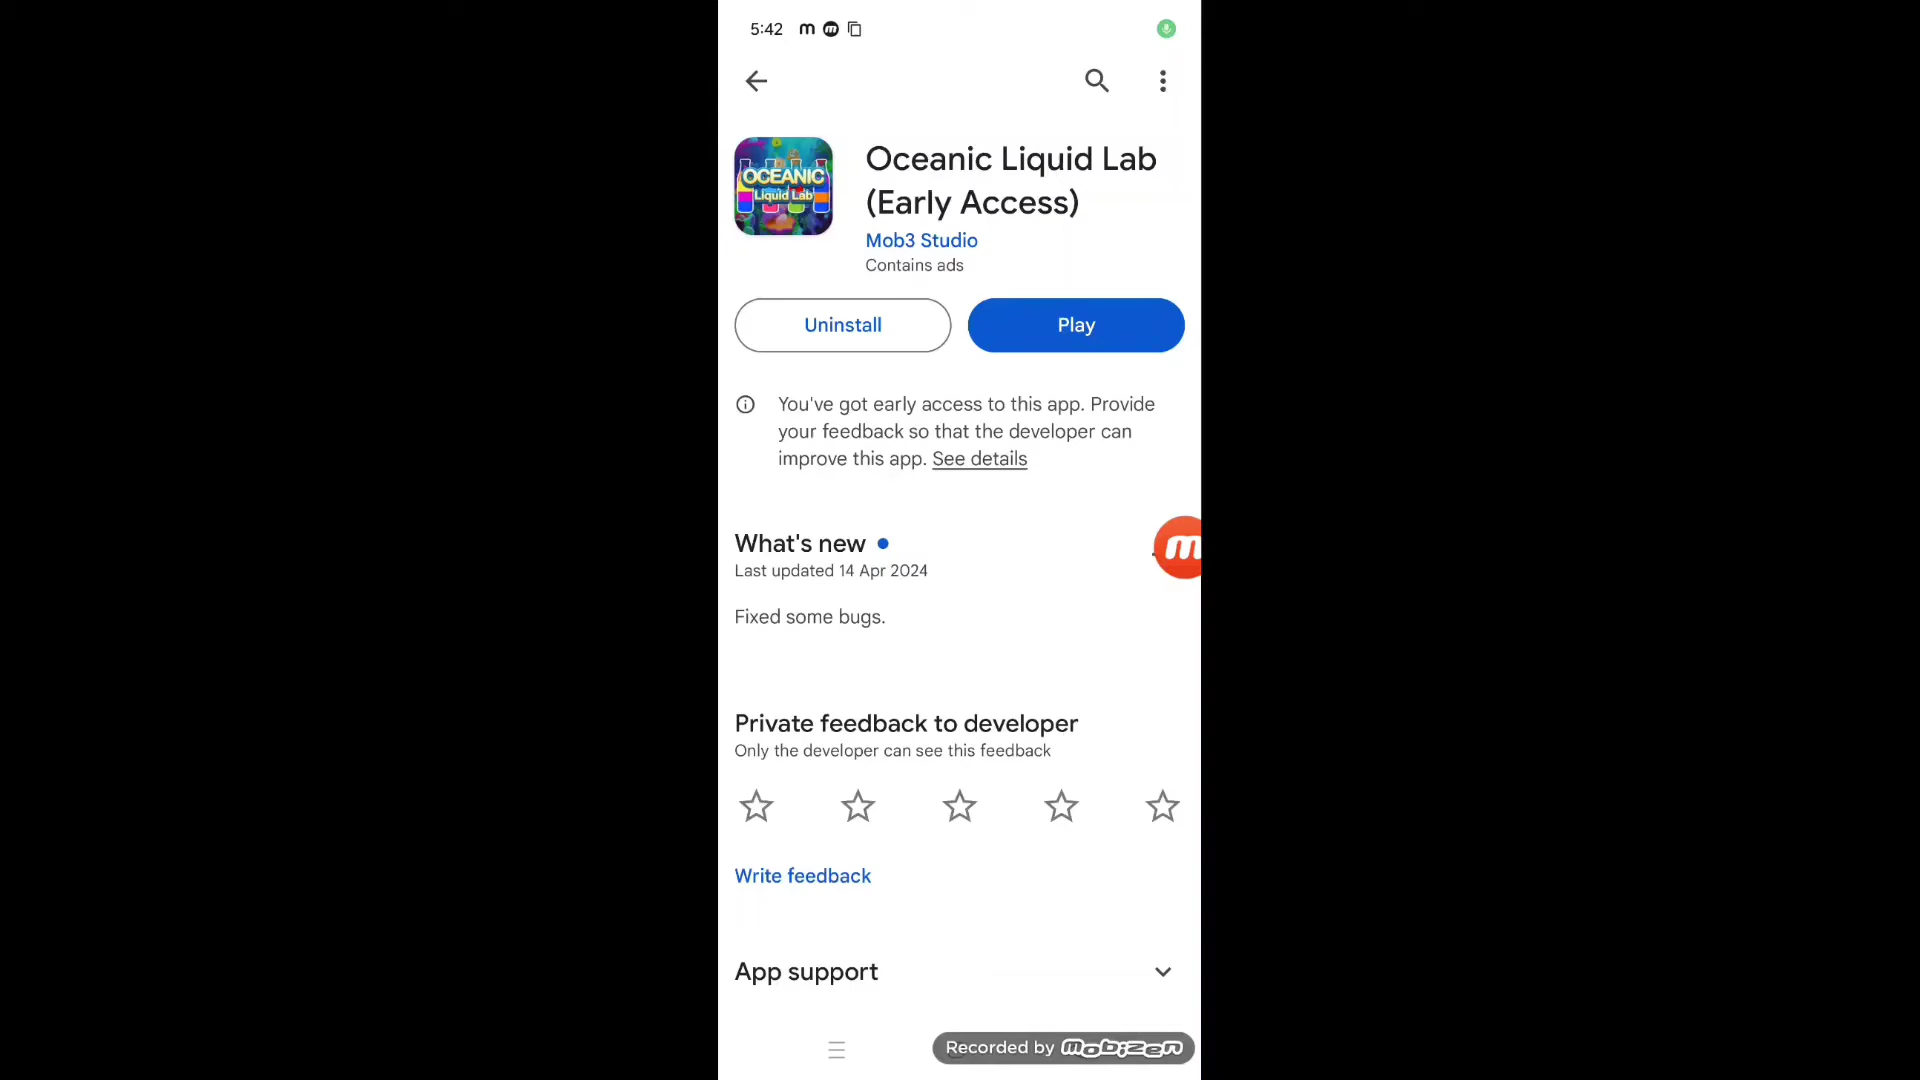 5:42
OCEANIC
Liquid Lab
Oceanic Liquid Lab
(Early Access)
Mob3 Studio
Contains ads
Uninstall
Play
You've got early access to this app. Provide
your feedback so that the developer can
improve this app. See details
What's new
Last updated 14 Apr 2024
Fixed some bugs.
Private feedback to developer
Only the developer can see this feedback
Write feedback
App support
Recorded by mobizen